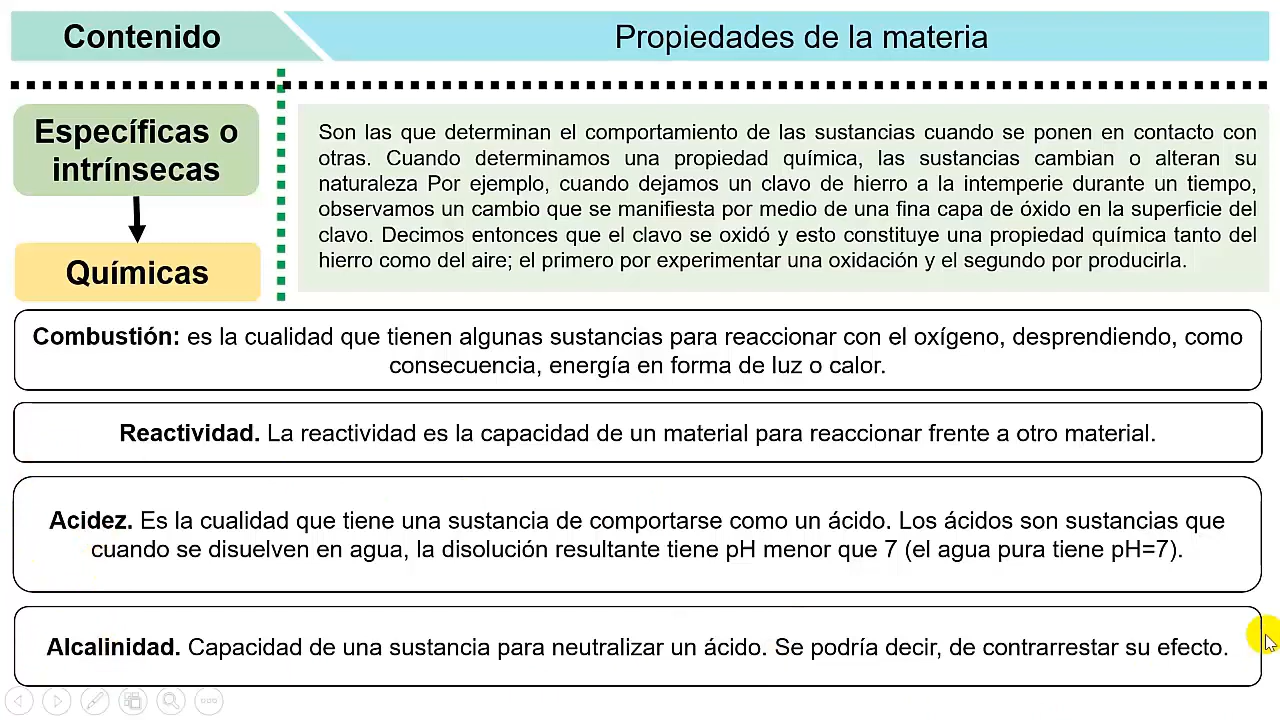 Contenido
Propiedades de la materia
Específicas o
intrínsecas
Químicas
Son las que determinan el comportamiento de las sustancias cuando se ponen en contacto con
otras. Cuando determinamos una propiedad química, las sustancias cambian o alteran su
naturaleza Por ejemplo, cuando dejamos un clavo de hierro a la intemperie durante un tiempo,
observamos un cambio que se manifiesta por medio de una fina capa de óxido en la superficie del
clavo. Decimos entonces que el clavo se oxidó y esto constituye una propiedad química tanto del
hierro como del aire; el primero por experimentar una oxidación y el segundo por producirla.
Combustión: es la cualidad que tienen algunas sustancias para reaccionar con el oxígeno, desprendiendo, como
consecuencia, energía en forma de luz o calor.
Reactividad. La reactividad es la capacidad de un material para reaccionar frente a otro material.
Acidez. Es la cualidad que tiene una sustancia de comportarse como un ácido. Los ácidos son sustancias que
cuando se disuelven en agua, la disolución resultante tiene pH menor que 7 (el agua pura tiene pH=7).
Alcalinidad. Capacidad de una sustancia para neutralizar un ácido. Se podría decir, de contrarrestar su efecto.